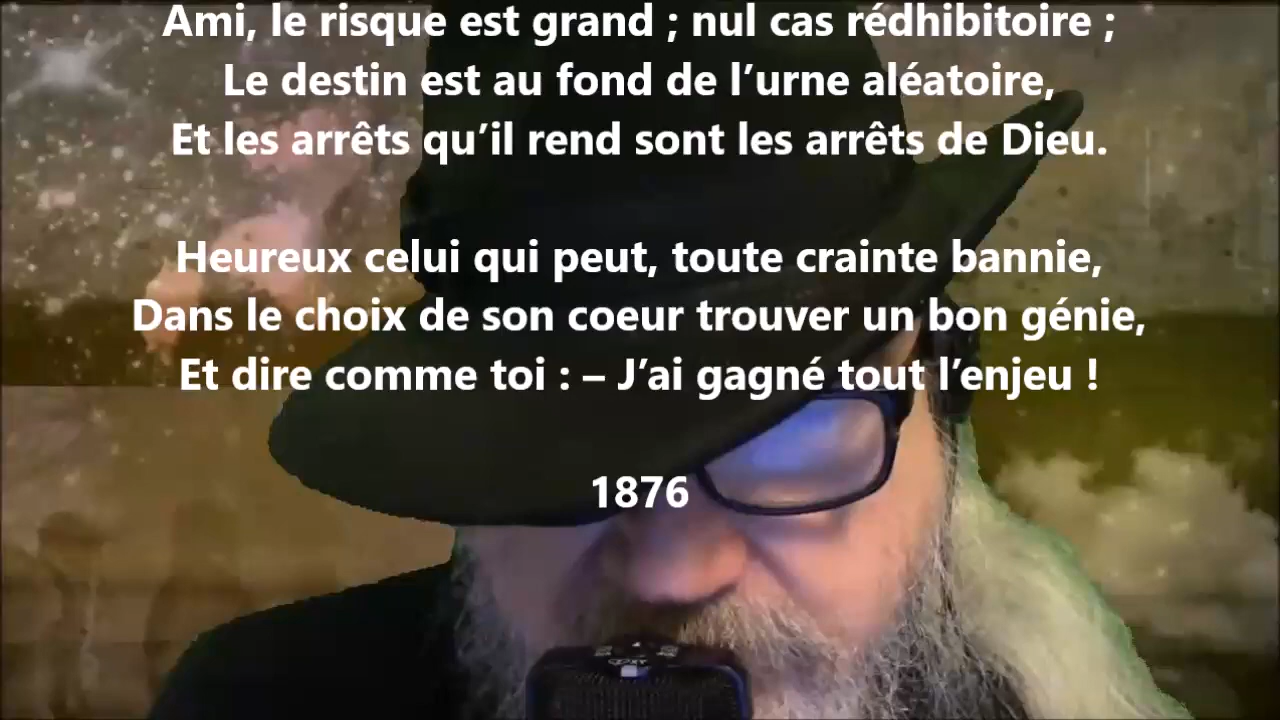 Ami, le risque est grand ; nul cas rédhibitoire ;
Le destin est au fond de l’urne aléatoire,
Et les arrêts qu’il rend sont les arrêts de Dieu.
Heureux celui qui peut, toute crainte bannie,
Dans le choix de son coeur trouver un bon génie,
Et dire comme toi : – J’ai gagné tout l’enjeu !
1876